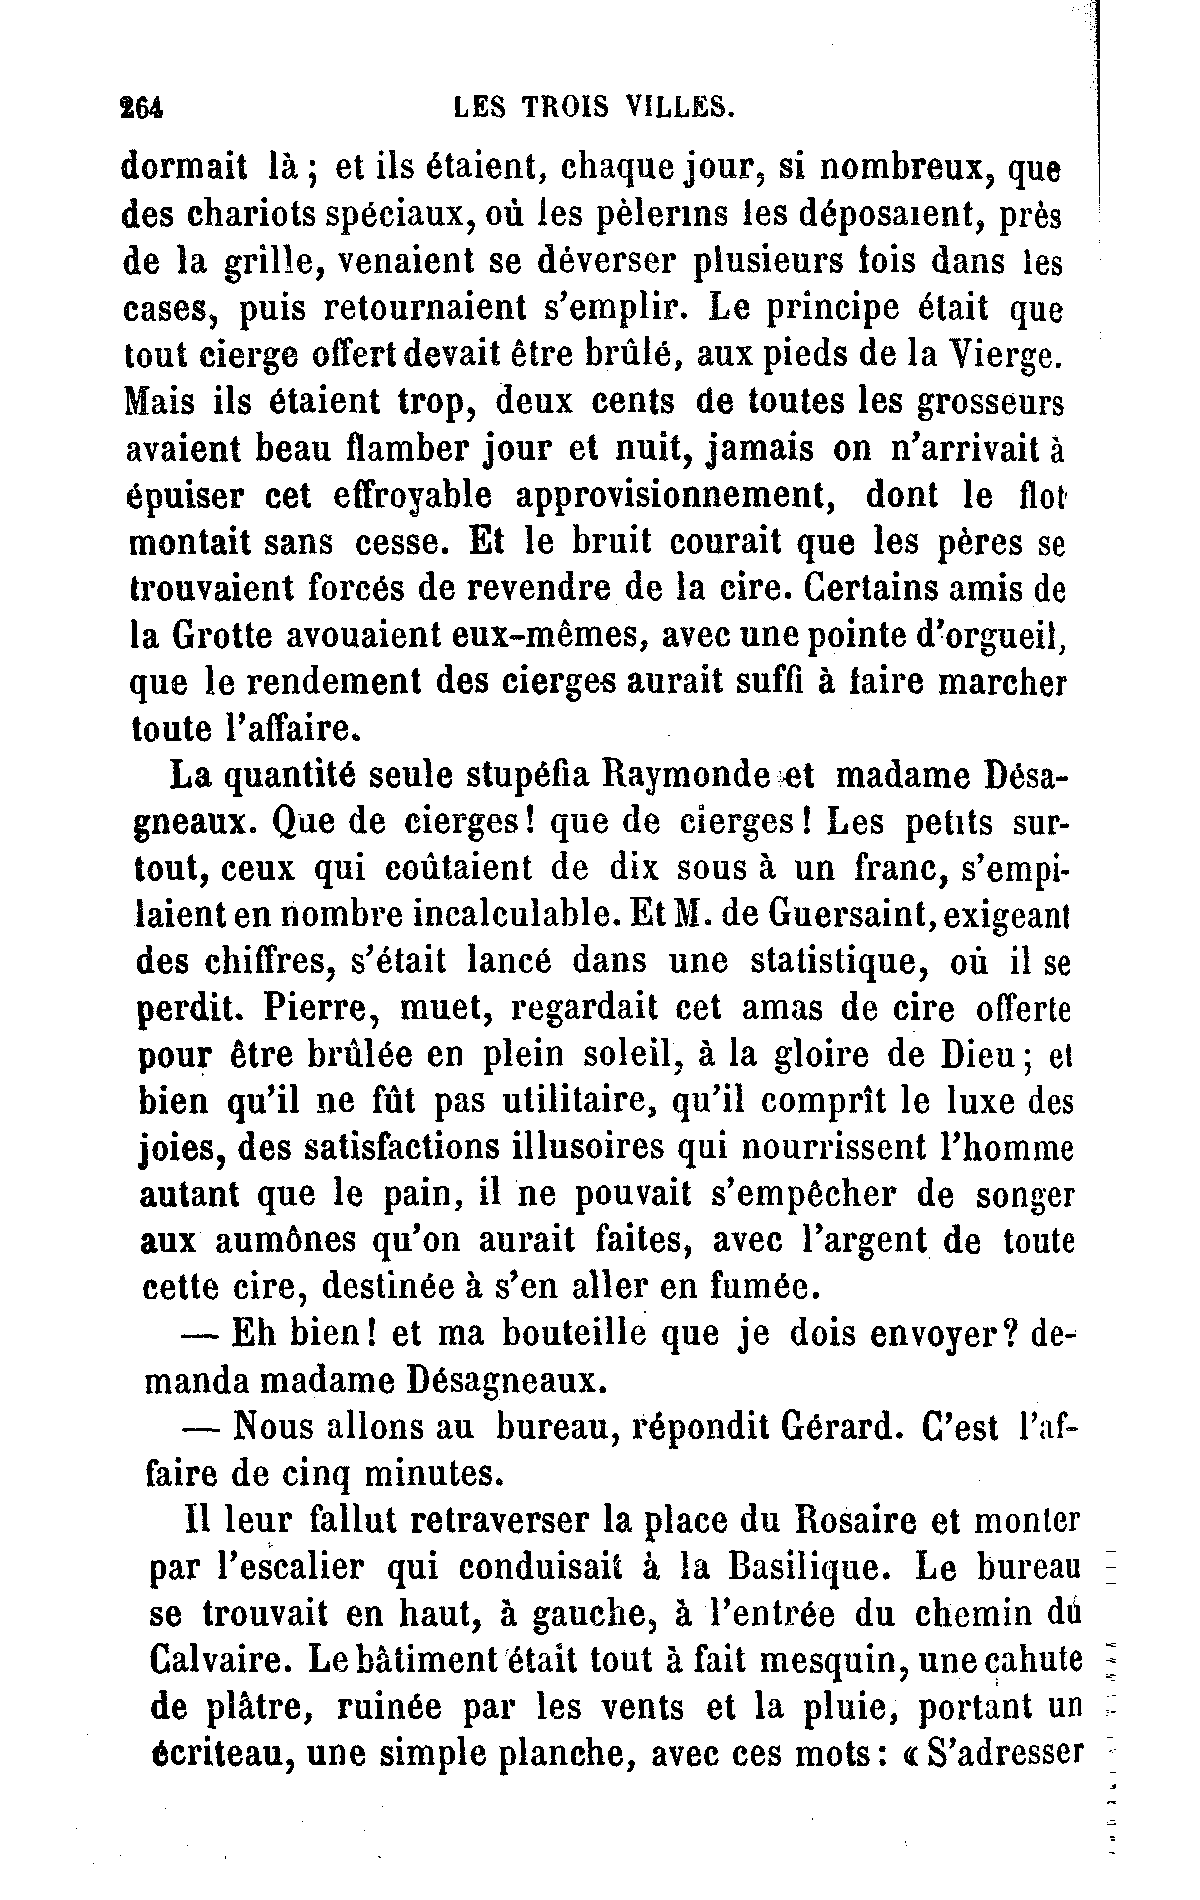 264 LES TROIS VILLES.
dormait là ; et ils étaient, chaque jour, si nombreux, que
des chariots spéciaux, où les pèlerins les déposaient, près
de la grille, venaient se déverser plusieurs fois dans les
cases, puis retournaient s'emplir. Le principe était que
tout cierge offert devait être brûlé, aux pieds de la Vierge.
Mais ils étaient trop, deux cents de toutes les grosseurs
avaient beau flamber jour et nuit, jamais on n'arrivait à
épuiser cet effroyable approvisionnement, dont le flot
montait sans cesse. Et le bruit courait que les pères se
trouvaient forcés de revendre de la cire. Certains amis de
la Grotte avouaient eux-mêmes, avec une pointe d'orgueil,
que le rendement des cierges aurait suffi à faire marcher
toute l'affaire.
La quantité seule stupéfia Raymonde et madame Désa-
gneaux. Que de cierges ! que de cierges ! Les petits sur-
tout, ceux qui coûtaient de dix sous à un franc, s'empi-
laient en nombre incalculable. Et M. de Guersaint, exigeant
des chiffres, s'était lancé dans une statistique, où il se
perdit. Pierre, muet, regardait cet amas de cire offerte
pour être brûlée en plein soleil, à la gloire de Dieu ; et
bien qu'il ne fût pas utilitaire, qu'il comprît le luxe des
joies, des satisfactions illusoires qui nourrissent l'homme
autant que le pain, il ne pouvait s'empêcher de songer
aux aumônes qu'on aurait faites, avec l'argent de toute
cette cire, destinée à s'en aller en fumée.
— Eh bien ! et ma bouteille que je dois envoyer ? de-
manda madame Désagneaux.
— Nous allons au bureau, répondit Gérard. C'est l'af-
faire de cinq minutes.
Il leur fallut retraverser la place du Rosaire et monter
par l'escalier qui conduisait à la Basilique. Le bureau
se trouvait en haut, à gauche, à l'entrée du chemin du
Calvaire. Le bâtiment était tout à fait mesquin, une cahute
de plâtre, ruinée par les vents et la pluie, portant un
écriteau, une simple planche, avec ces mots : « S'adresser